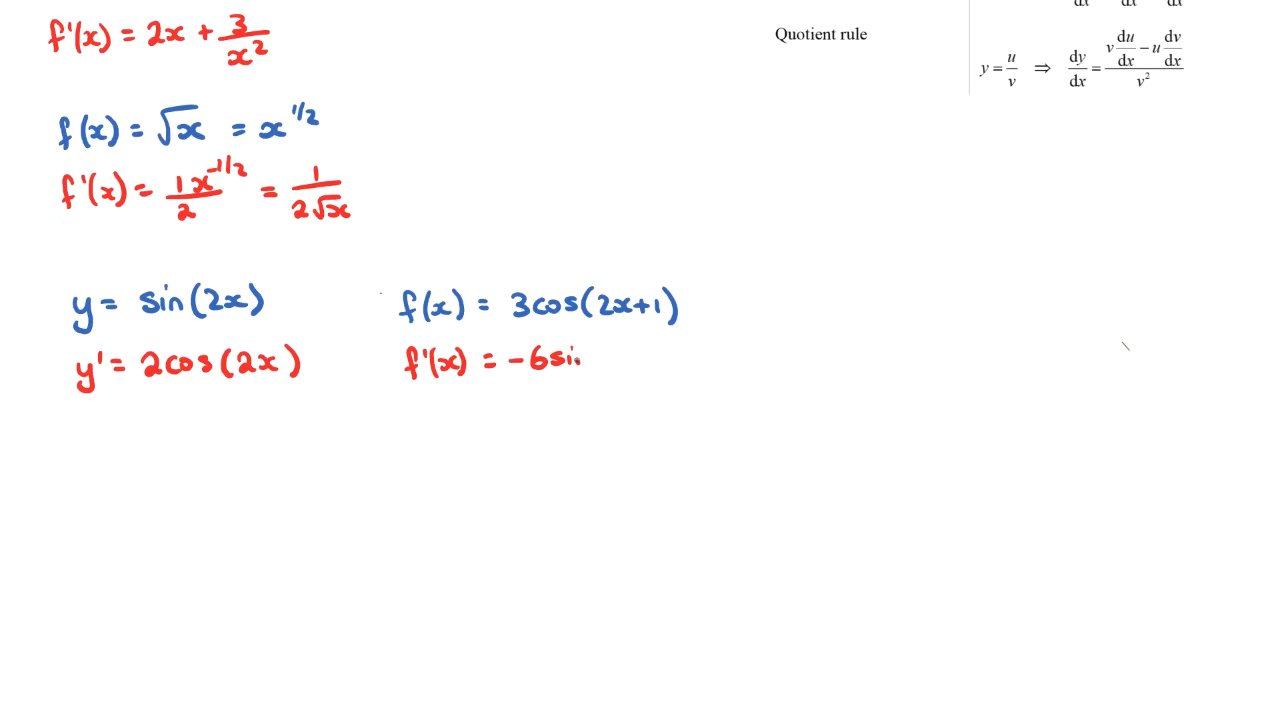 f'(x) = 2x + 3/x²
Quotient rule
y = u/v ⇒ dy/dx = (v du/dx − u dv/dx)/v²
f(x) = √x = x^(1/2)
f'(x) = 1x^(-1/2)/2 = 1/(2√x)
y = sin(2x)
f(x) = 3cos(2x+1)
y' = 2cos(2x)
f'(x) = -6si